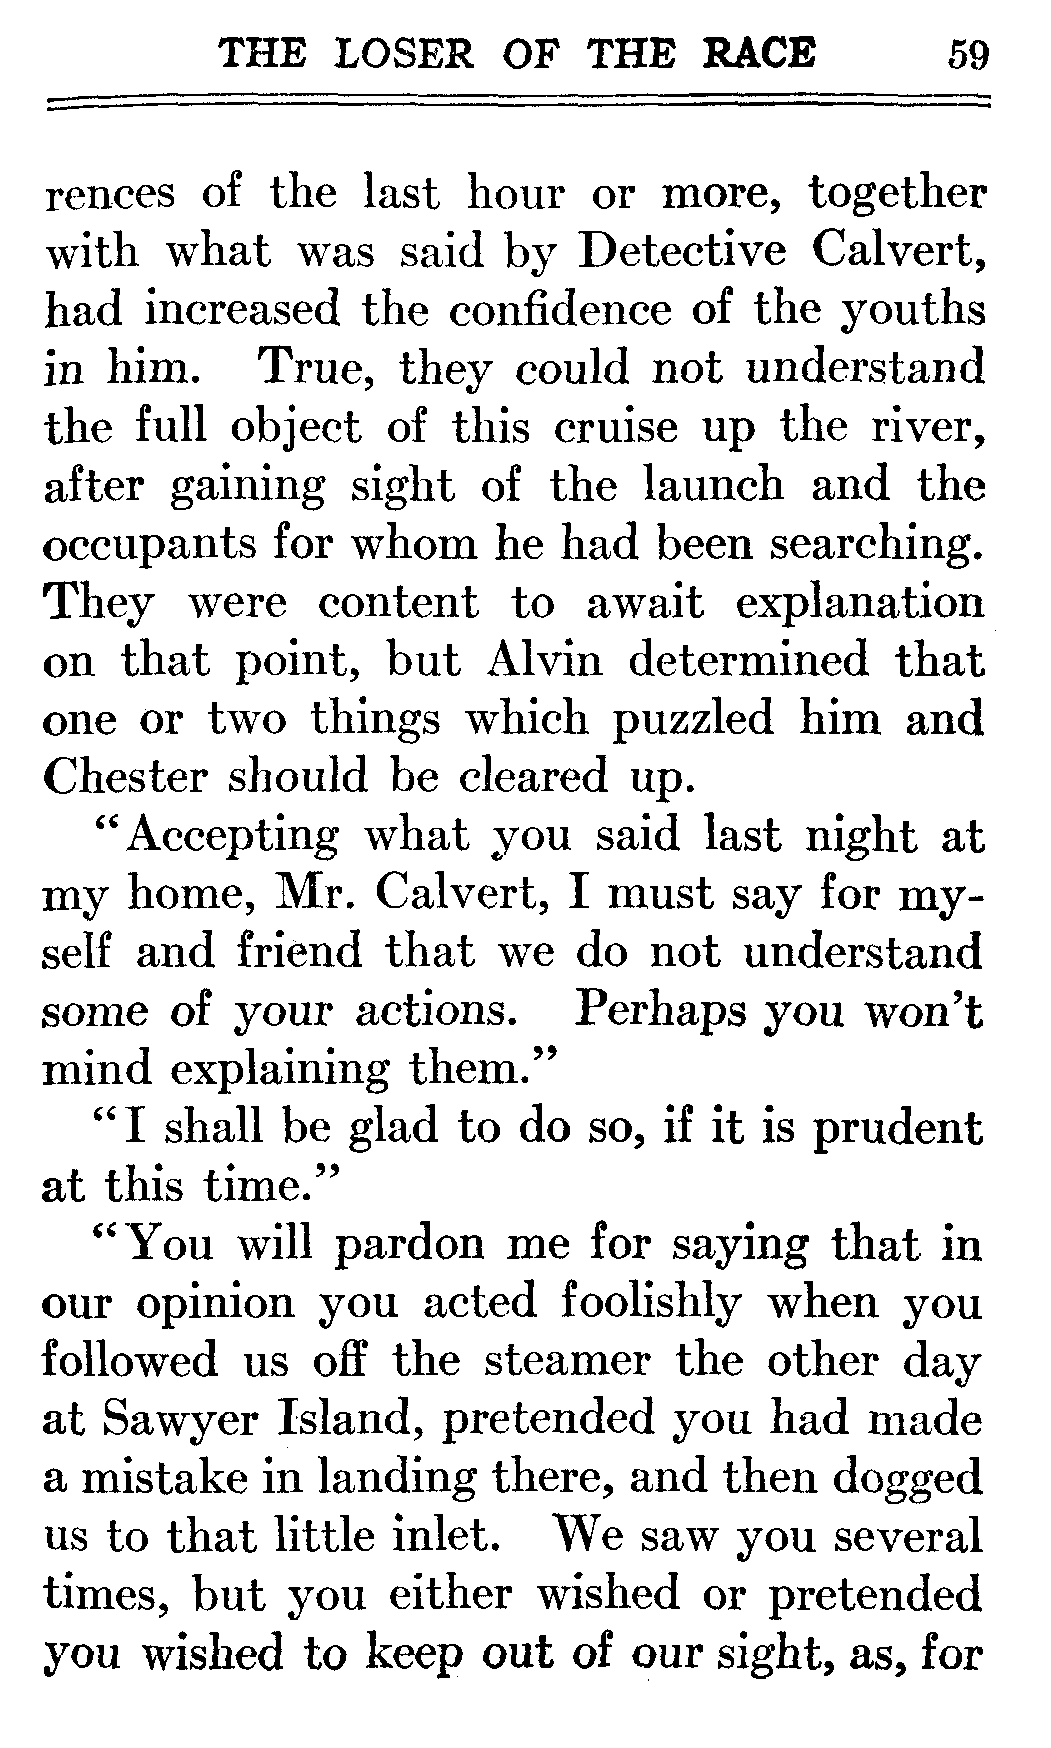 THE LOSER OF THE RACE 59
rences of the last hour or more, together
with what was said by Detective Calvert,
had increased the confidence of the youths
in him. True, they could not understand
the full object of this cruise up the river,
after gaining sight of the launch and the
occupants for whom he had been searching.
They were content to await explanation
on that point, but Alvin determined that
one or two things which puzzled him and
Chester should be cleared up.
“Accepting what you said last night at
my home, Mr. Calvert, I must say for my-
self and friend that we do not understand
some of your actions. Perhaps you won’t
mind explaining them.”
“I shall be glad to do so, if it is prudent
at this time.”
“You will pardon me for saying that in
our opinion you acted foolishly when you
followed us off the steamer the other day
at Sawyer Island, pretended you had made
a mistake in landing there, and then dogged
us to that little inlet. We saw you several
times, but you either wished or pretended
you wished to keep out of our sight, as, for